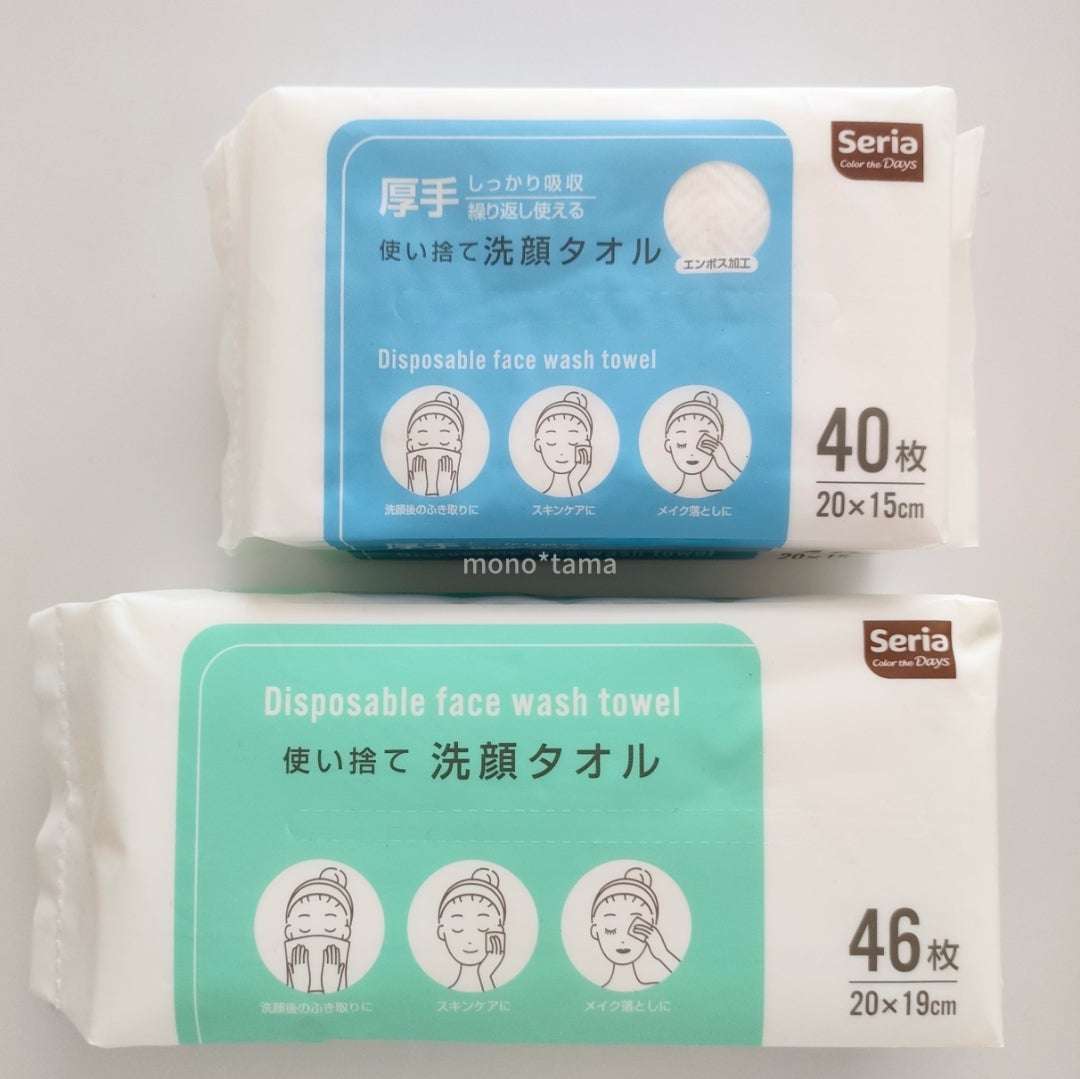 Seria
Color the Days
厚手
しっかり吸収
繰り返し使える
使い捨て洗顔タオル
エンボス加工
Disposable face wash towel
洗顔後のふき取りに
スキンケアに
メイク落としに
40枚
20×15cm
厚手
mono*tama
Seria
Color the Days
Disposable face wash towel
使い捨て 洗顔タオル
洗顔後のふき取りに
スキンケアに
メイク落としに
46枚
20×19cm